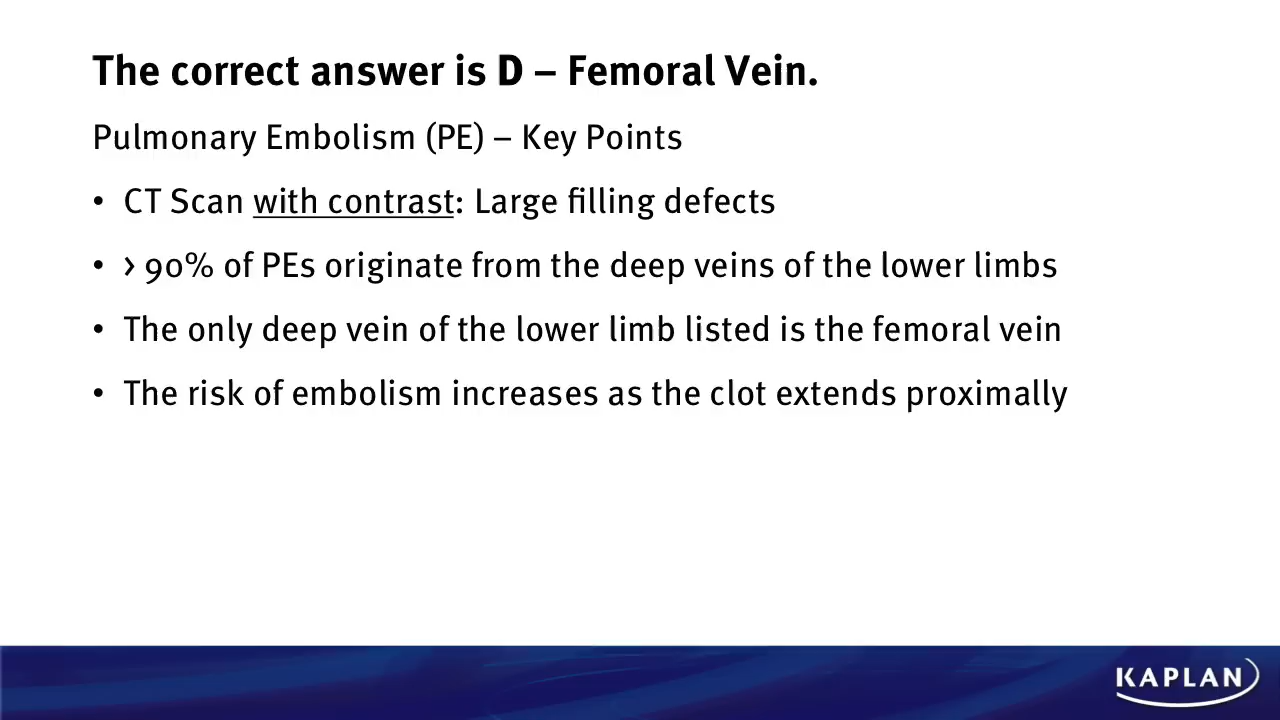 The correct answer is D – Femoral Vein.
Pulmonary Embolism (PE) – Key Points
• CT Scan with contrast: Large filling defects
• > 90% of PEs originate from the deep veins of the lower limbs
• The only deep vein of the lower limb listed is the femoral vein
• The risk of embolism increases as the clot extends proximally
KAPLAN